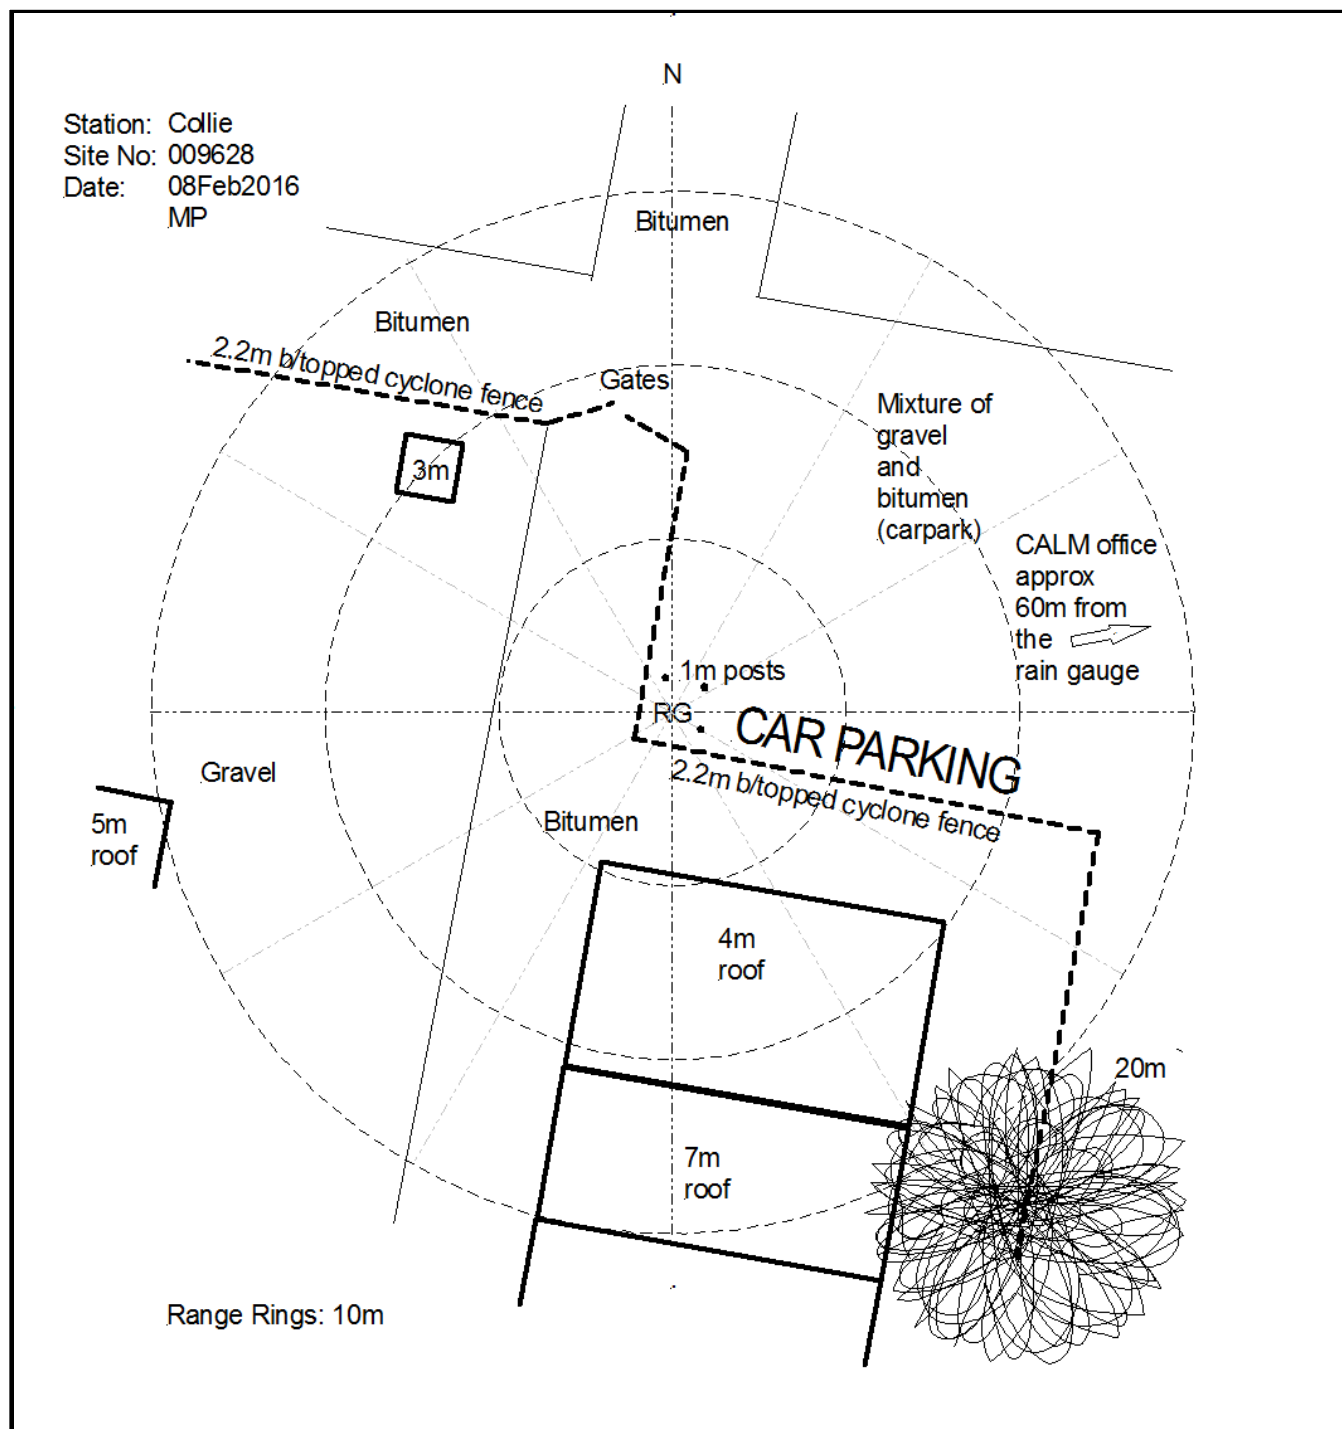 N
Station: Collie
Site No: 009628
Date: 08Feb2016
MP
Bitumen
Bitumen
2.2m b/topped cyclone fence
Gates
3m
Mixture of
gravel
and
bitumen
(carpark)
CALM office
approx
60m from
the
rain gauge
1m posts
RG
CAR PARKING
2.2m b/topped cyclone fence
Gravel
5m
roof
Bitumen
4m
roof
20m
7m
roof
Range Rings: 10m